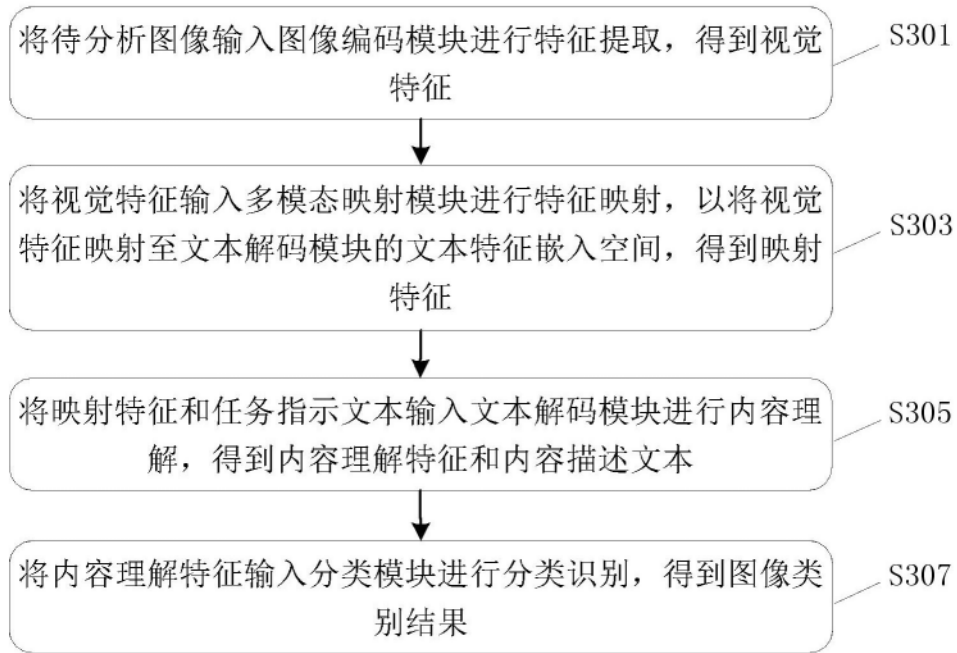 将待分析图像输入图像编码模块进行特征提取，得到视觉
特征
S301
将视觉特征输入多模态映射模块进行特征映射，以将视觉
特征映射至文本解码模块的文本特征嵌入空间，得到映射
特征
S303
将映射特征和任务指示文本输入文本解码模块进行内容理
解，得到内容理解特征和内容描述文本
S305
将内容理解特征输入分类模块进行分类识别，得到图像类
别结果
S307